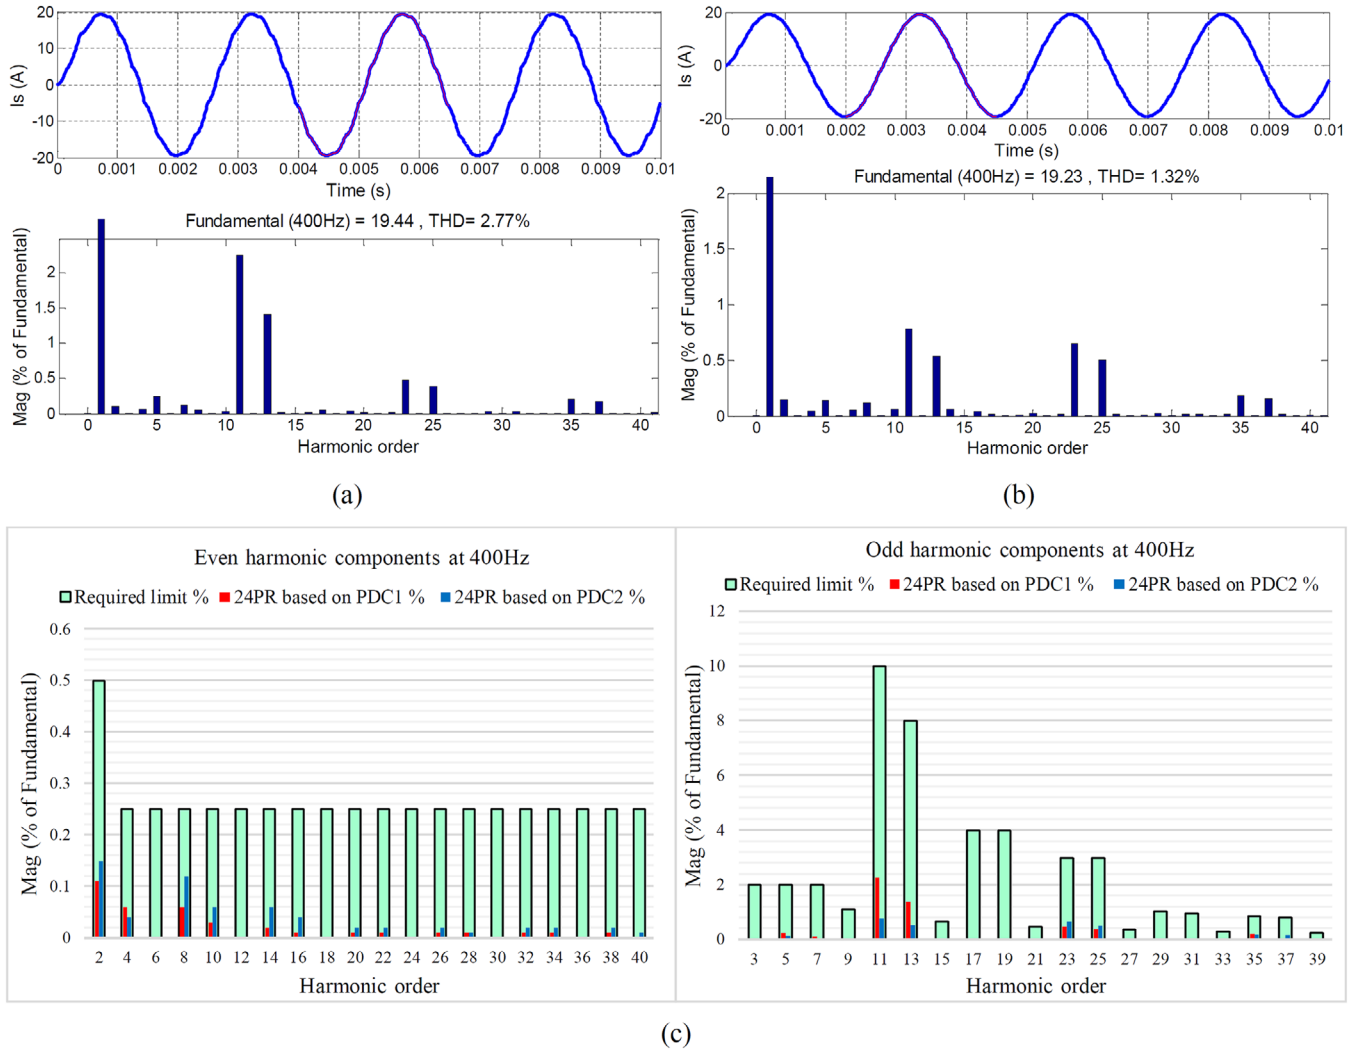 20
10
0
-10
-20
Is (A)
0 0.001 0.002 0.003 0.004 0.005 0.006 0.007 0.008 0.009 0.01
Time (s)
Fundamental (400Hz) = 19.44 , THD= 2.77%
2
1.5
1
0.5
0
Mag (% of Fundamental)
0 5 10 15 20 25 30 35 40
Harmonic order
(a)
20
0
-20
Is (A)
0 0.001 0.002 0.003 0.004 0.005 0.006 0.007 0.008 0.009 0.01
Time (s)
Fundamental (400Hz) = 19.23 , THD= 1.32%
2
1.5
1
0.5
0
Mag (% of Fundamental)
0 5 10 15 20 25 30 35 40
Harmonic order
(b)
Even harmonic components at 400Hz
Required limit % 24PR based on PDC1 % 24PR based on PDC2 %
0.6
0.5
0.4
0.3
0.2
0.1
0
Mag (% of Fundamental)
2 4 6 8 10 12 14 16 18 20 22 24 26 28 30 32 34 36 38 40
Harmonic order
Odd harmonic components at 400Hz
Required limit % 24PR based on PDC1 % 24PR based on PDC2 %
12
10
8
6
4
2
0
Mag (% of Fundamental)
3 5 7 9 11 13 15 17 19 21 23 25 27 29 31 33 35 37 39
Harmonic order
(c)